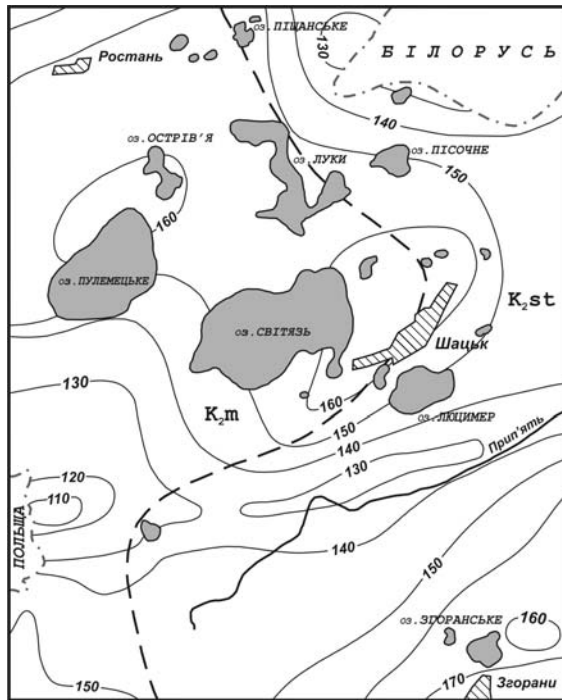 оз. ПІЩАНСЬКЕ
130
БІЛОРУСЬ
Ростань
140
оз. ОСТРІВ'Я
оз. ЛУКИ
оз. ПІСОЧНЕ
150
160
оз. ПУЛЕМЕЦЬКЕ
K₂st
оз. СВІТЯЗЬ
Шацьк
130
160
K₂m
150
оз. ЛЮЦИМЕР
140
Прип'ять
120
130
110
ПОЛЬЩА
140
150
оз. ЗГОРАНСЬКЕ
160
150
170
Згорани